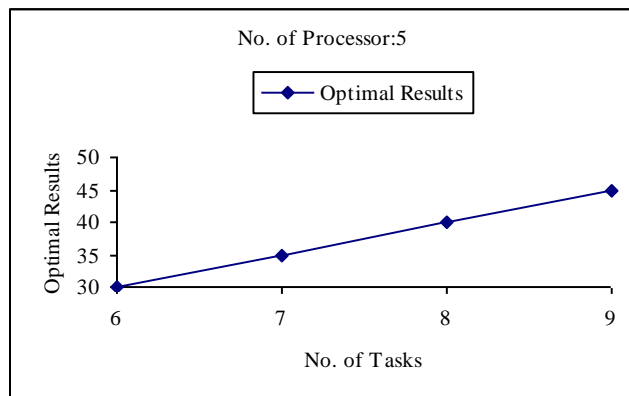 No. of Processor:5
Optimal Results
Optimal Results
50
45
40
35
30
6 7 8 9
No. of Tasks